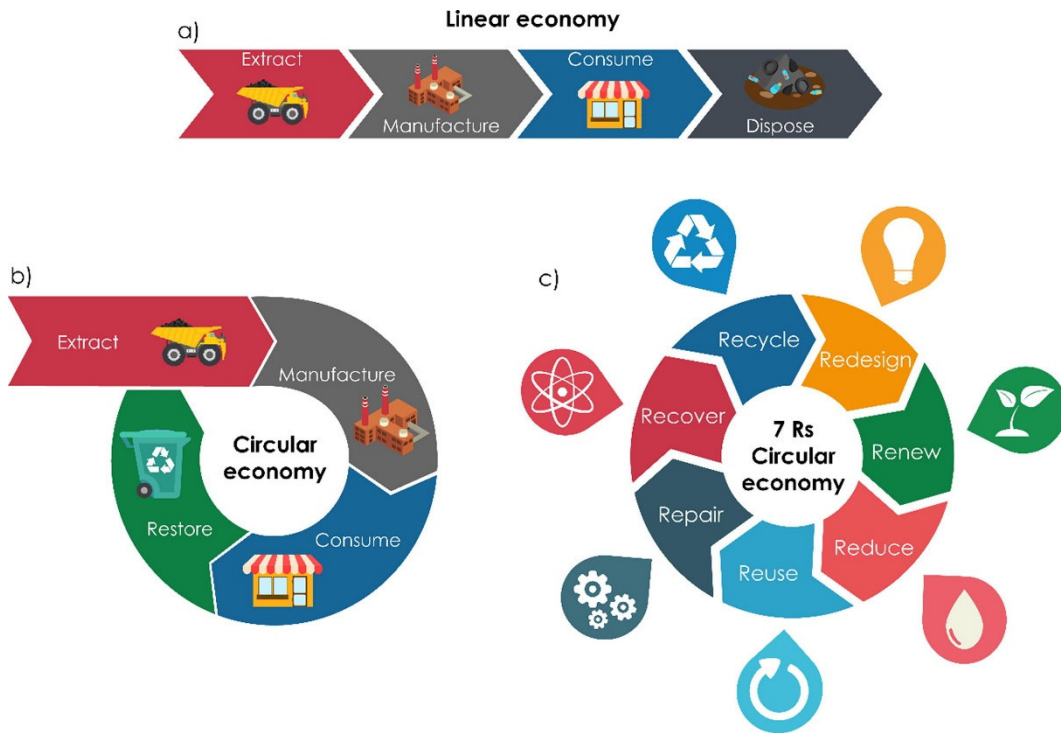 Linear economy
a)
Extract
Manufacture
Consume
Dispose
b)
Extract
Manufacture
Circular
economy
Restore
Consume
c)
Recycle
Redesign
Recover
7 Rs
Circular
economy
Renew
Repair
Reduce
Reuse